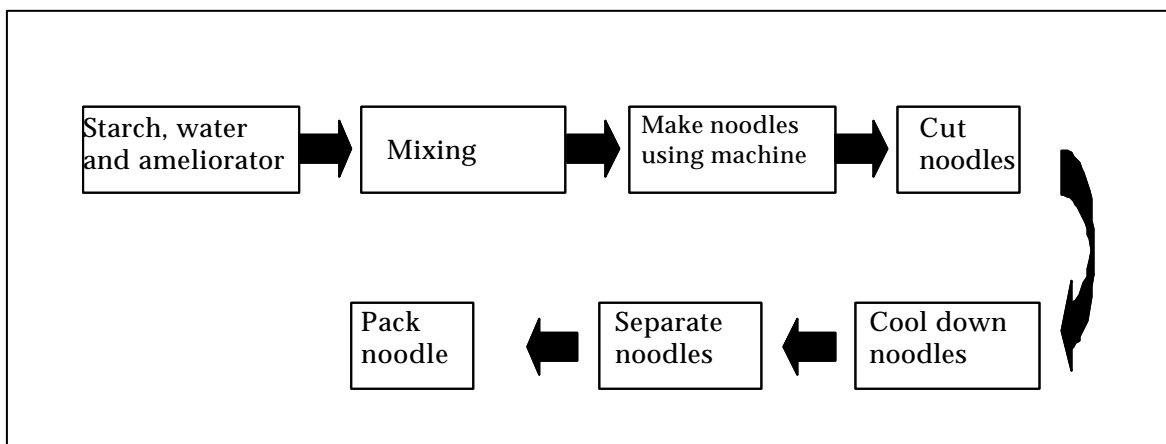 Starch, water
and ameliorator
Mixing
Make noodles
using machine
Cut
noodles
Cool down
noodles
Separate
noodles
Pack
noodle